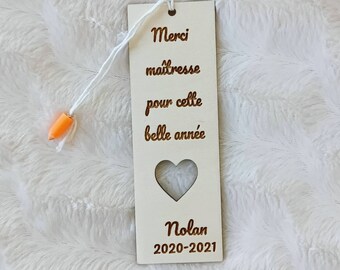 Merci
maîtresse
pour cette
belle année
Nolan
2020-2021